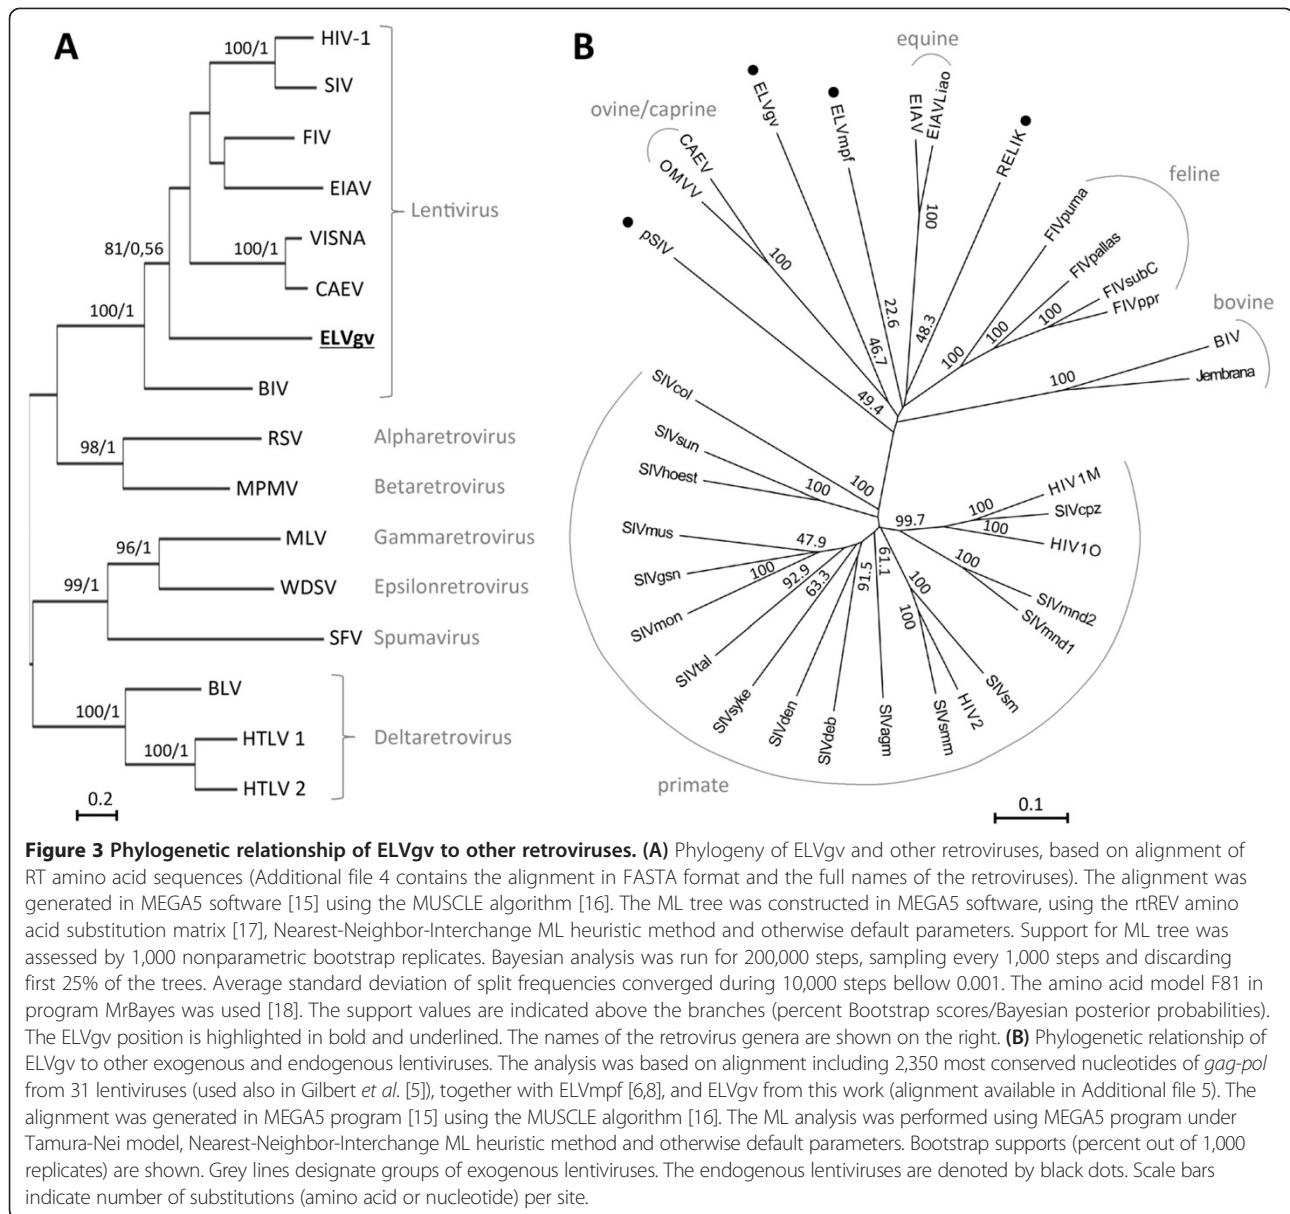 A
HIV-1
100/1
SIV
FIV
EIAV
Lentivirus
VISNA
81/0,56
100/1
CAEV
100/1
ELVgv
BIV
RSV
Alpharetrovirus
98/1
MPMV
Betaretrovirus
MLV
Gammaretrovirus
96/1
WDSV
Epsilonretrovirus
99/1
SFV
Spumavirus
BLV
100/1
HTLV 1
Deltaretrovirus
100/1
HTLV 2
0.2
B
equine
ovine/caprine
feline
bovine
primate
pSIV
OMVV
CAEV
100
ELVgv
ELVmpf
EIAV
EIAVLiao
100
RELIK
FIVpuma
FIVpallas
FIVsubC
FIVppr
100
100
100
BIV
Jembrana
100
22.6
46.7
48.3
49.4
SIVcol
100
SIVsun
SIVhoest
100
SIVmus
47.9
SIVgsn
100
SIVmon
92.9
SIVtal
63.3
SIVsyke
SIVden
91.5
SIVdeb
61.1
SIVagm
SIVsmm
HIV2
SIVsm
100
100
SIVmnd1
SIVmnd2
100
99.7
HIV1O
SIVcpz
HIV1M
100
100
0.1
Figure 3 Phylogenetic relationship of ELVgv to other retroviruses. (A) Phylogeny of ELVgv and other retroviruses, based on alignment of
RT amino acid sequences (Additional file 4 contains the alignment in FASTA format and the full names of the retroviruses). The alignment was
generated in MEGA5 software [15] using the MUSCLE algorithm [16]. The ML tree was constructed in MEGA5 software, using the rtREV amino
acid substitution matrix [17], Nearest-Neighbor-Interchange ML heuristic method and otherwise default parameters. Support for ML tree was
assessed by 1,000 nonparametric bootstrap replicates. Bayesian analysis was run for 200,000 steps, sampling every 1,000 steps and discarding
first 25% of the trees. Average standard deviation of split frequencies converged during 10,000 steps bellow 0.001. The amino acid model F81 in
program MrBayes was used [18]. The support values are indicated above the branches (percent Bootstrap scores/Bayesian posterior probabilities).
The ELVgv position is highlighted in bold and underlined. The names of the retrovirus genera are shown on the right. (B) Phylogenetic relationship of
ELVgv to other exogenous and endogenous lentiviruses. The analysis was based on alignment including 2,350 most conserved nucleotides of gag-pol
from 31 lentiviruses (used also in Gilbert et al. [5]), together with ELVmpf [6,8], and ELVgv from this work (alignment available in Additional file 5). The
alignment was generated in MEGA5 program [15] using the MUSCLE algorithm [16]. The ML analysis was performed using MEGA5 program under
Tamura-Nei model, Nearest-Neighbor-Interchange ML heuristic method and otherwise default parameters. Bootstrap supports (percent out of 1,000
replicates) are shown. Grey lines designate groups of exogenous lentiviruses. The endogenous lentiviruses are denoted by black dots. Scale bars
indicate number of substitutions (amino acid or nucleotide) per site.